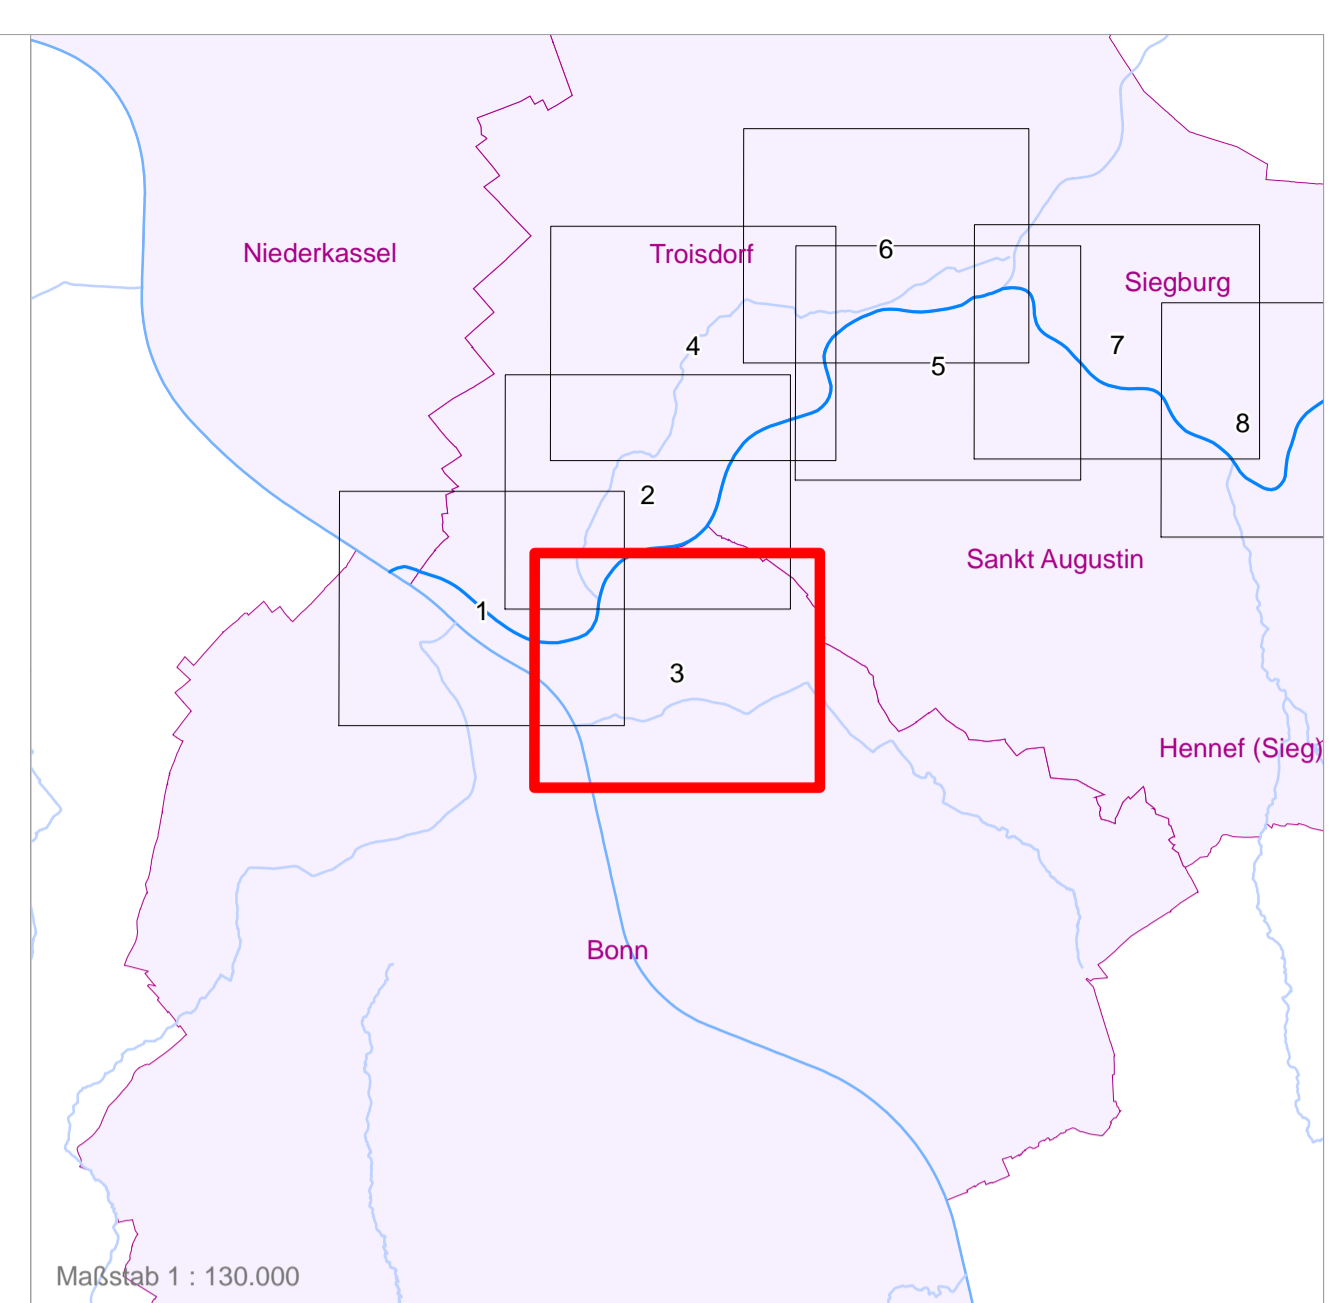 Niederkassel
Troisdorf
6
Siegburg
4
7
5
8
2
Sankt Augustin
1
3
Hennef (Sieg)
Bonn
Maßstab 1 : 130.000